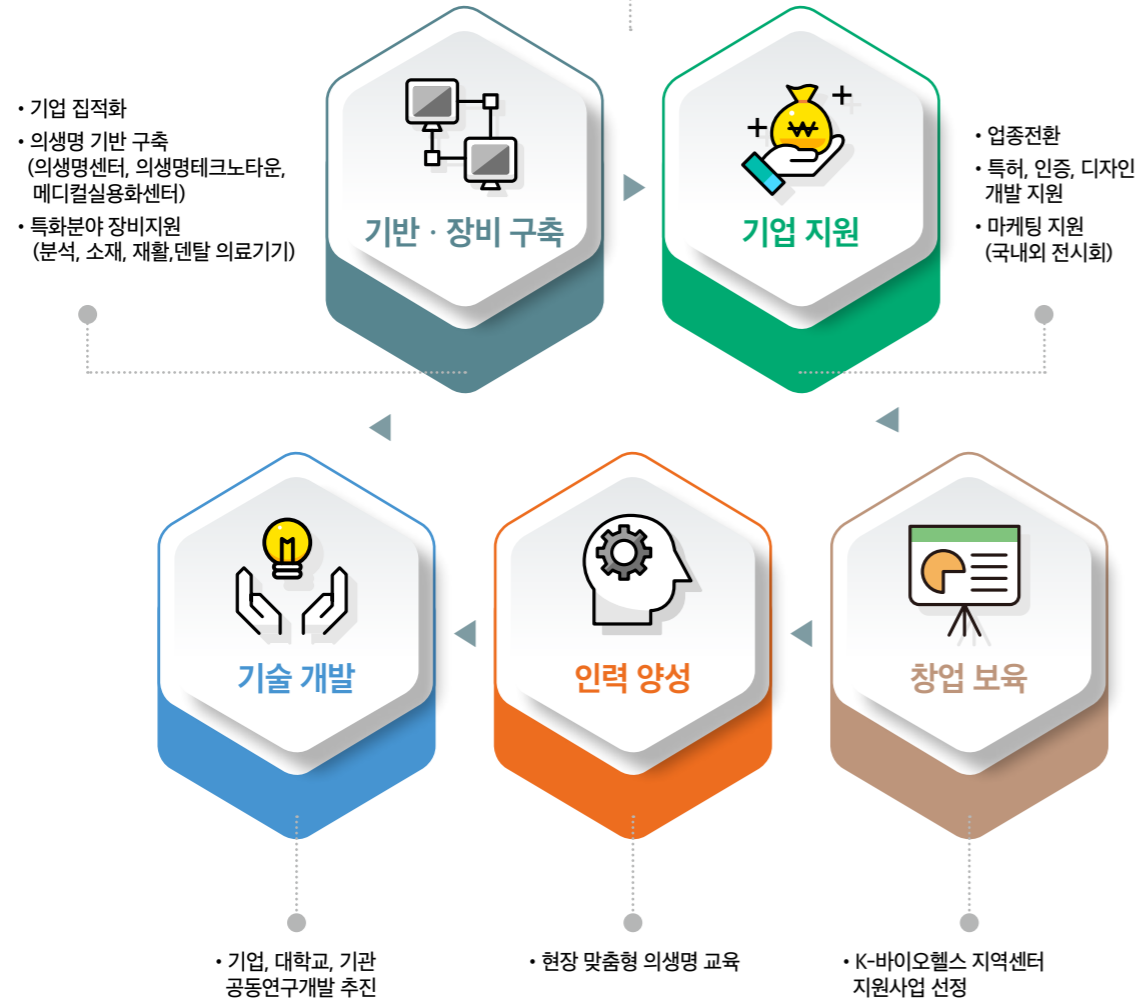 • 기업 집적화
• 의생명 기반 구축
(의생명센터, 의생명테크노타운,
메디컬실용화센터)
• 특화분야 장비지원
(분석, 소재, 재활,덴탈 의료기기)
기반 · 장비 구축
기업 지원
• 업종전환
• 특허, 인증, 디자인
개발 지원
• 마케팅 지원
(국내외 전시회)
기술 개발
인력 양성
창업 보육
• 기업, 대학교, 기관
공동연구개발 추진
• 현장 맞춤형 의생명 교육
• K-바이오헬스 지역센터
지원사업 선정